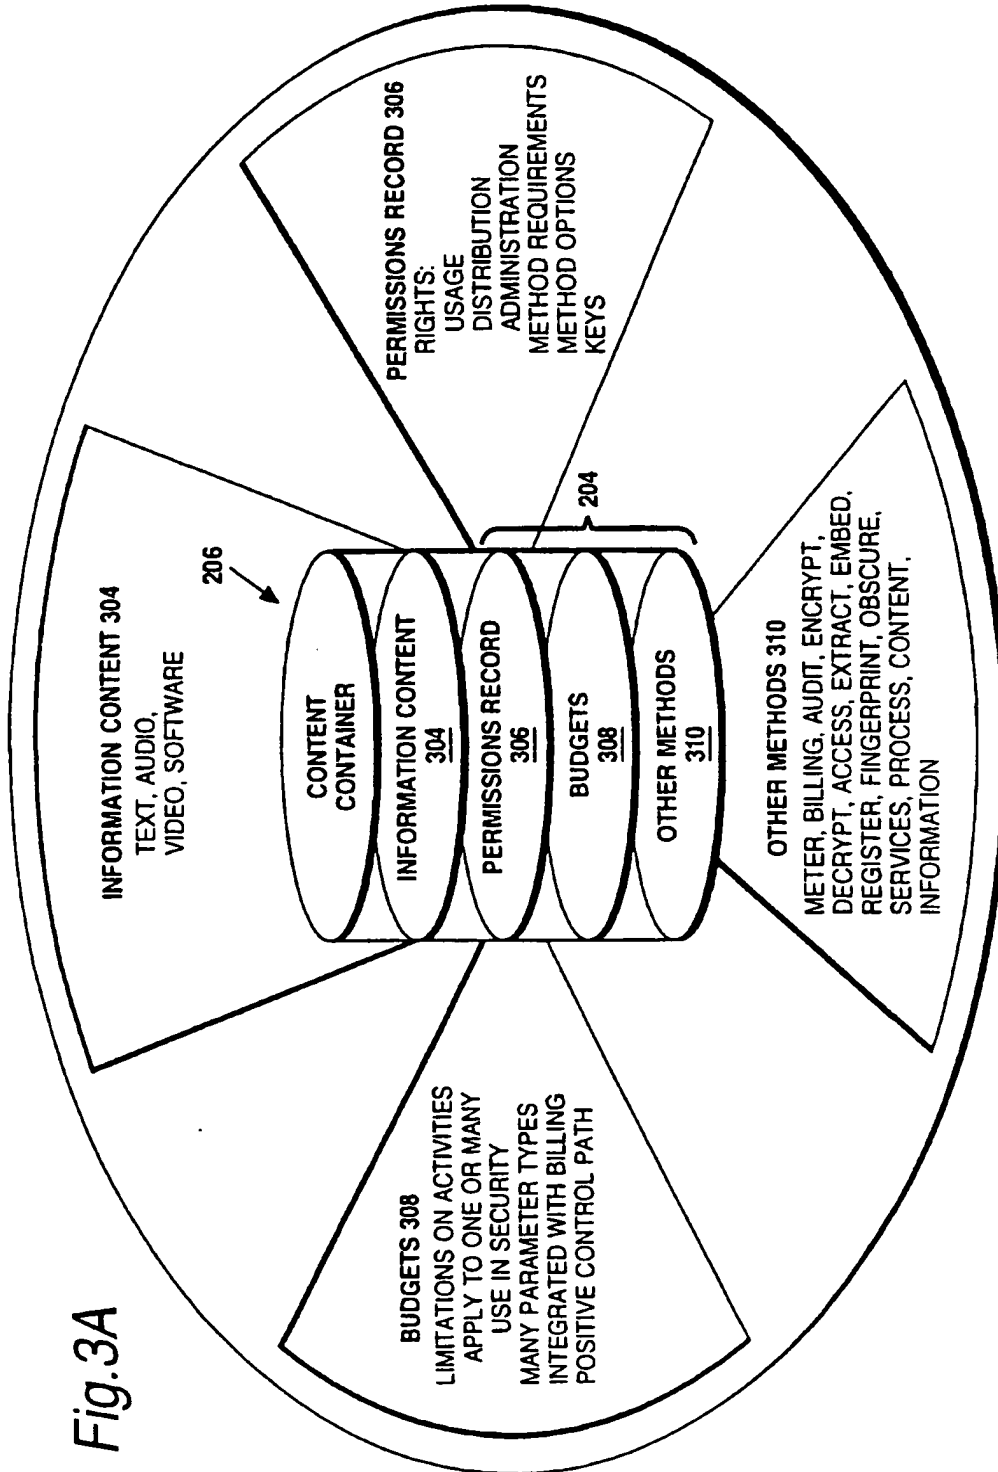 Fig.3A
INFORMATION CONTENT 304
TEXT, AUDIO,
VIDEO, SOFTWARE
206
CONTENT
CONTAINER
INFORMATION CONTENT
304
PERMISSIONS RECORD
306
BUDGETS
308
OTHER METHODS
310
204
BUDGETS 308
LIMITATIONS ON ACTIVITIES
APPLY TO ONE OR MANY
USE IN SECURITY
MANY PARAMETER TYPES
INTEGRATED WITH BILLING
POSITIVE CONTROL PATH
PERMISSIONS RECORD 306
RIGHTS:
USAGE
DISTRIBUTION
ADMINISTRATION
METHOD REQUIREMENTS
METHOD OPTIONS
KEYS
OTHER METHODS 310
METER, BILLING, AUDIT, ENCRYPT,
DECRYPT, ACCESS, EXTRACT, EMBED,
REGISTER, FINGERPRINT, OBSCURE,
SERVICES, PROCESS, CONTENT,
INFORMATION